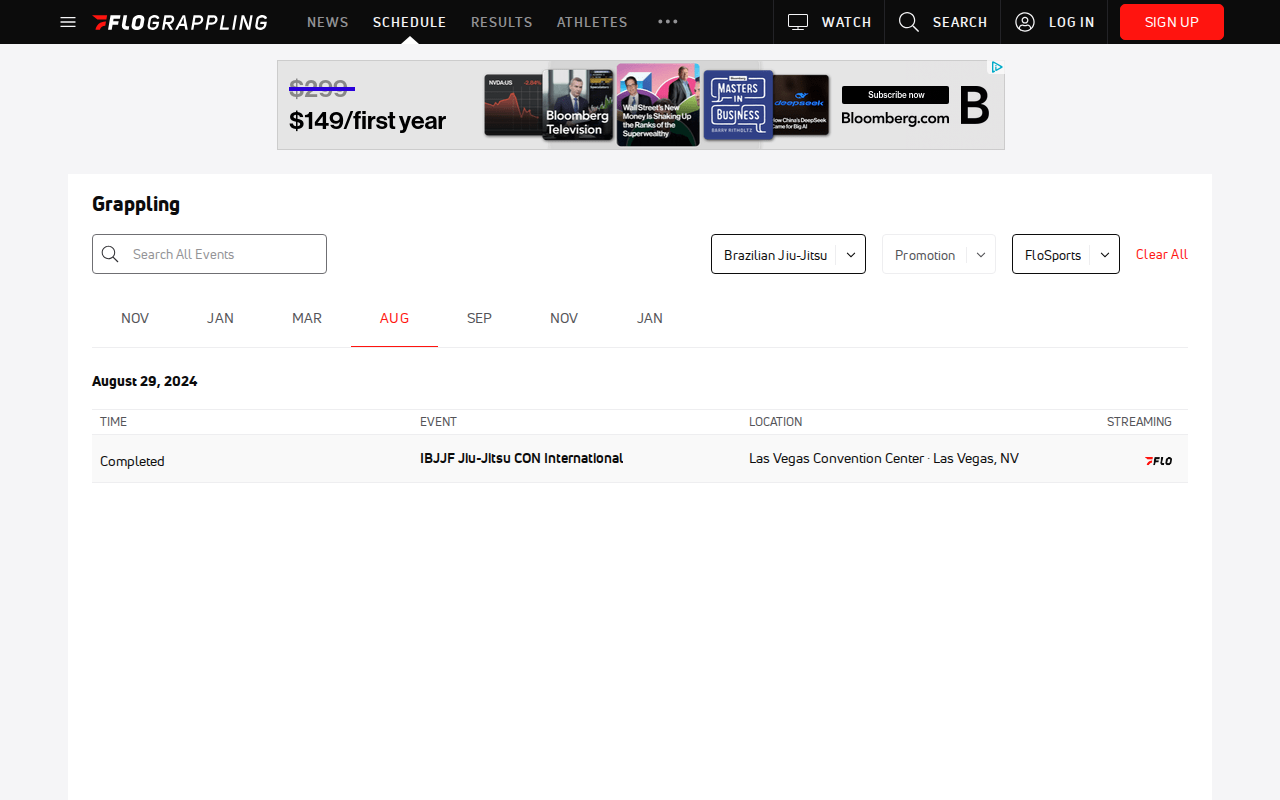 FLOGRAPPLING
NEWS
SCHEDULE
RESULTS
ATHLETES
WATCH
SEARCH
LOG IN
SIGN UP
$299
$149/first year
NVDA:US
Bloomberg
Television
Wall Street's New
Money Is Shaking Up
the Ranks of the
Superwealthy
MASTERS
IN
BUSINESS
BARRY RITHOLTZ
deepseek
How China's DeepSeek
Came for Big AI
Subscribe now
Bloomberg.com
B
Grappling
Search All Events
Brazilian Jiu-Jitsu
Promotion
FloSports
Clear All
NOV
JAN
MAR
AUG
SEP
NOV
JAN
August 29, 2024
TIME
EVENT
LOCATION
STREAMING
Completed
IBJJF Jiu-Jitsu CON International
Las Vegas Convention Center · Las Vegas, NV
FLO